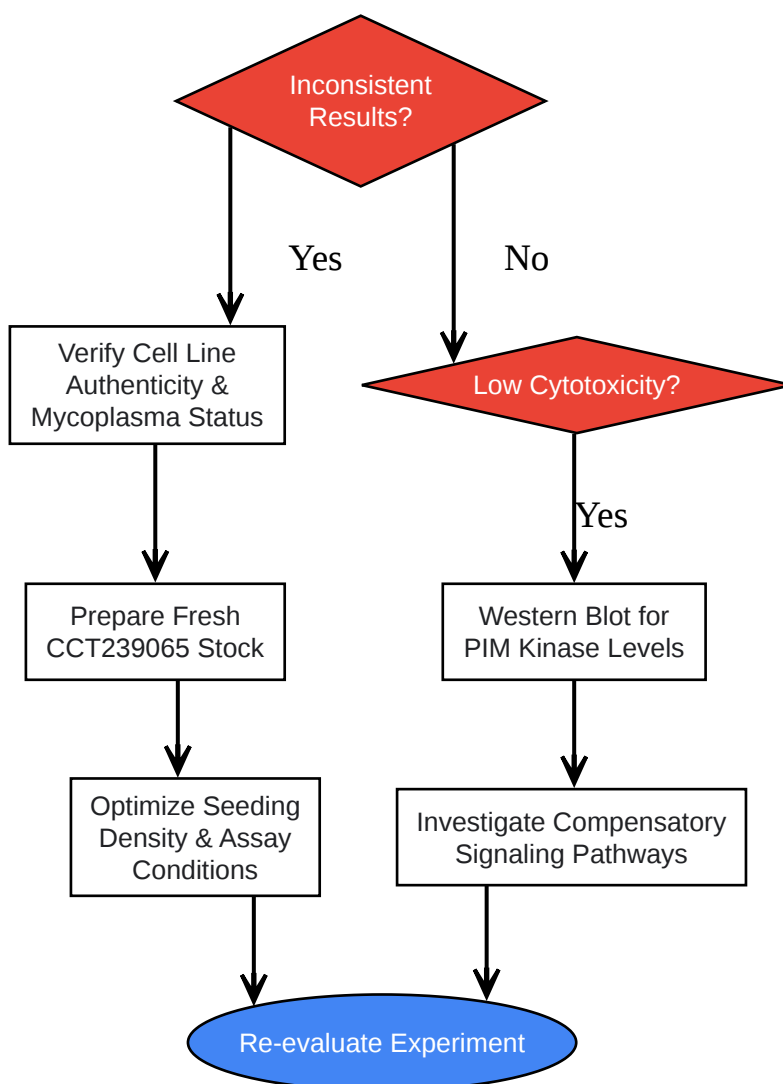 Inconsistent
Results?
Yes
No
Verify Cell Line
Authenticity &
Mycoplasma Status
Low Cytotoxicity?
Yes
Prepare Fresh
CCT239065 Stock
Western Blot for
PIM Kinase Levels
Optimize Seeding
Density & Assay
Conditions
Investigate Compensatory
Signaling Pathways
Re-evaluate Experiment